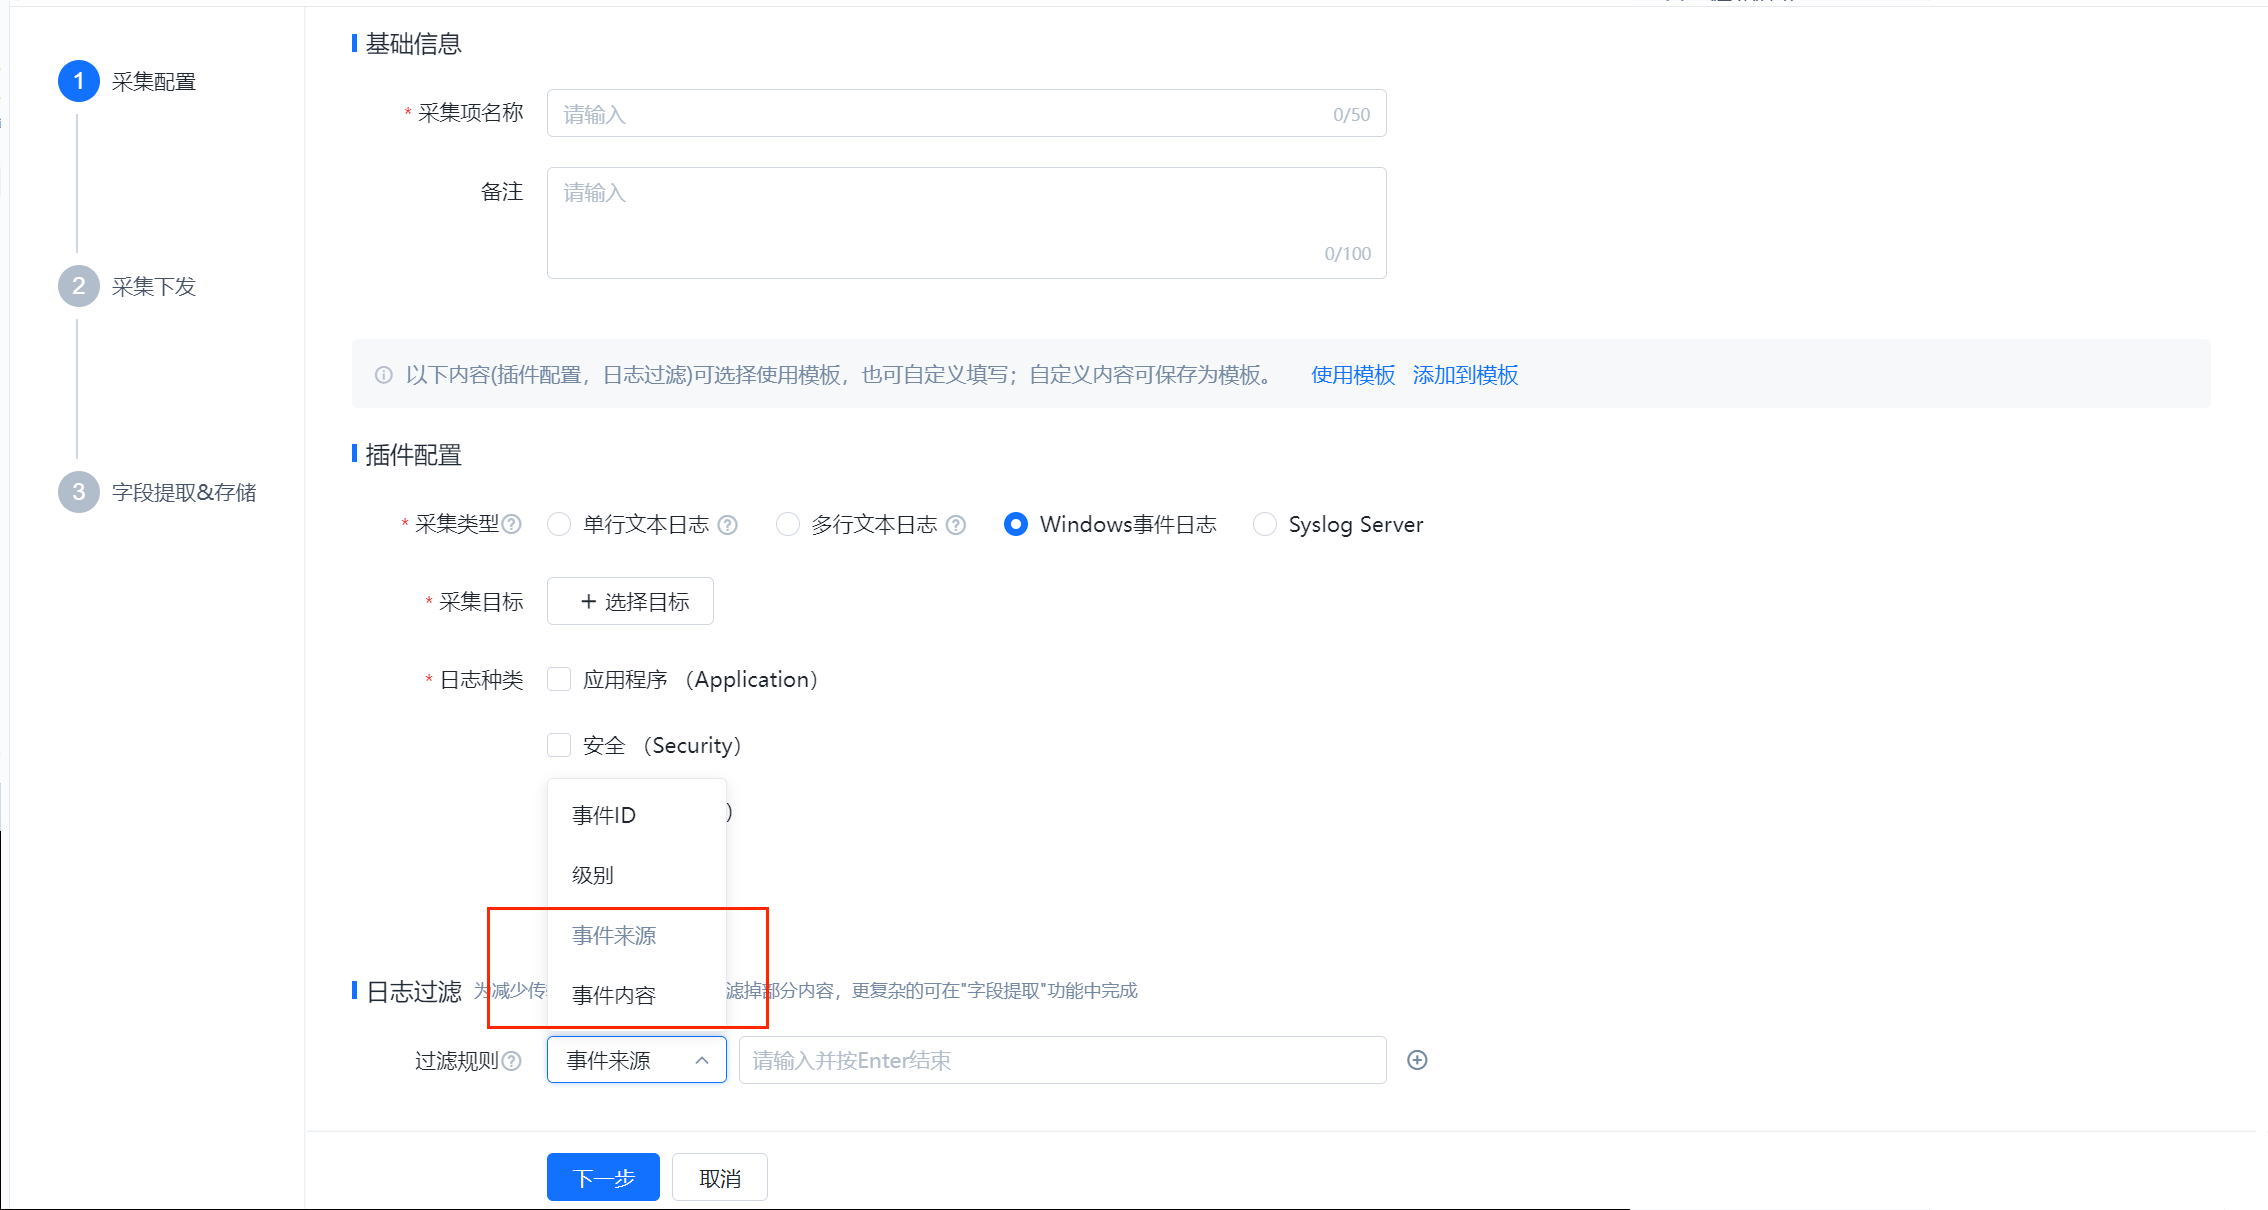 1 采集配置
2 采集下发
3 字段提取&存储
基础信息
* 采集项名称 请输入 0/50
备注 请输入
0/100
以下内容(插件配置，日志过滤)可选择使用模板，也可自定义填写；自定义内容可保存为模板。 使用模板 添加到模板
插件配置
* 采集类型 单行文本日志 多行文本日志 Windows事件日志 Syslog Server
* 采集目标 + 选择目标
* 日志种类 应用程序 （Application）
安全 （Security）
事件ID ）
级别
事件来源
日志过滤 为减少传 事件内容 滤掉部分内容，更复杂的可在"字段提取"功能中完成
过滤规则 事件来源 请输入并按Enter结束
下一步 取消